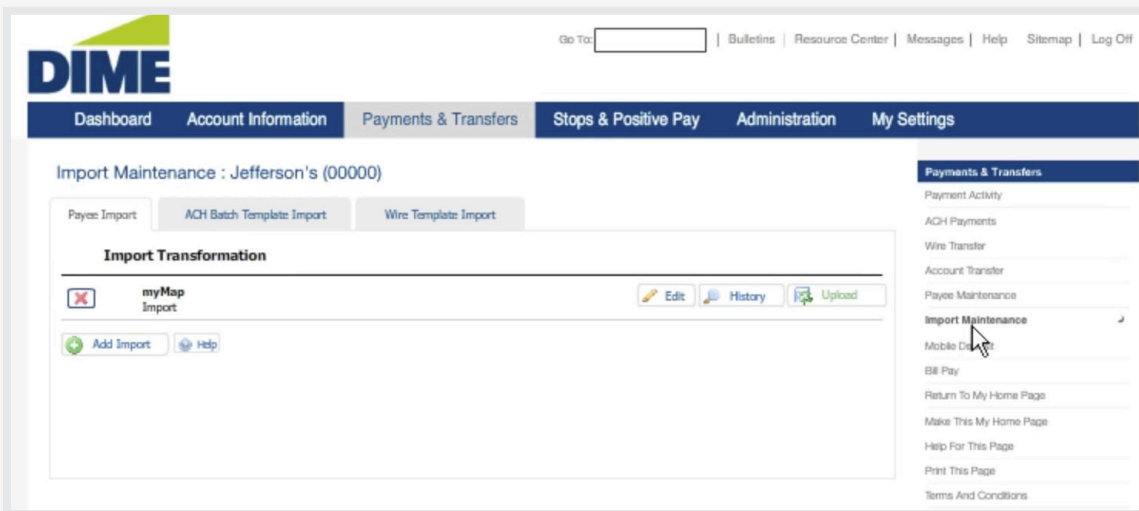 DIME
Go To: | Bulletins | Resource Center | Messages | Help Sitemap | Log Off
Dashboard Account Information Payments & Transfers Stops & Positive Pay Administration My Settings
Import Maintenance : Jefferson's (00000)
Payee Import ACH Batch Template Import Wire Template Import
Import Transformation
myMap
Import
Edit History Upload
Add Import Help
Payments & Transfers
Payment Activity
ACH Payments
Wire Transfer
Account Transfer
Payee Maintenance
Import Maintenance
Mobile
Bill Pay
Return To My Home Page
Make This My Home Page
Help For This Page
Print This Page
Terms And Conditions